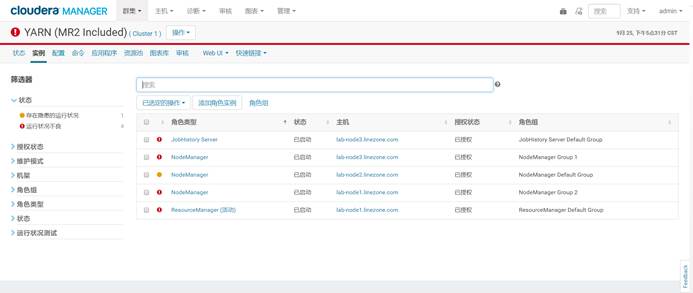 cloudera MANAGER 群集 主机 诊断 审核 图表 管理 搜索 支持 admin
YARN (MR2 Included) ( Cluster 1 ) 操作
状态 实例 配置 命令 应用程序 资源池 图表库 审核 Web UI 快速链接
筛选器
状态
存在隐患的运行状况 1
运行状况不良 4
授权状态
维护模式
机架
角色组
角色类型
状态
运行状况测试
搜索
已选定的操作 添加角色实例 角色组
角色类型 状态 主机 授权状态 角色组
JobHistory Server 已启动 lab-node3.linezone.com 已授权 JobHistory Server Default Group
NodeManager 已启动 lab-node3.linezone.com 已授权 NodeManager Group 1
NodeManager 已启动 lab-node2.linezone.com 已授权 NodeManager Default Group
NodeManager 已启动 lab-node1.linezone.com 已授权 NodeManager Group 2
ResourceManager (活动) 已启动 lab-node1.linezone.com 已授权 ResourceManager Default Group
Feedback